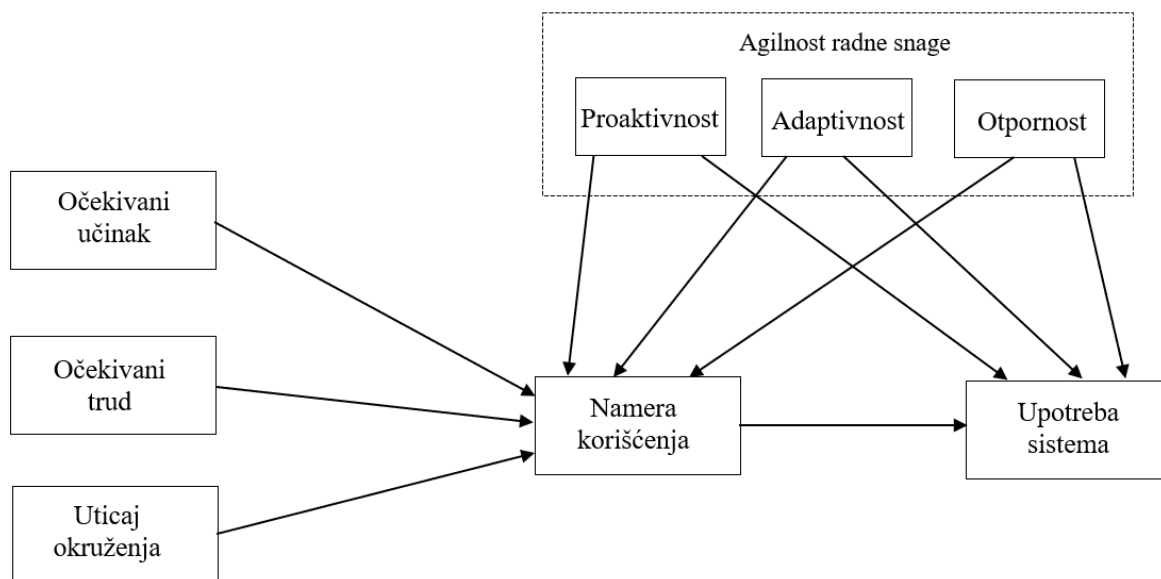 Agilnost radne snage
Proaktivnost
Adaptivnost
Otpornost
Očekivani
učinak
Očekivani
trud
Uticaj
okruženja
Namera
korišćenja
Upotreba
sistema